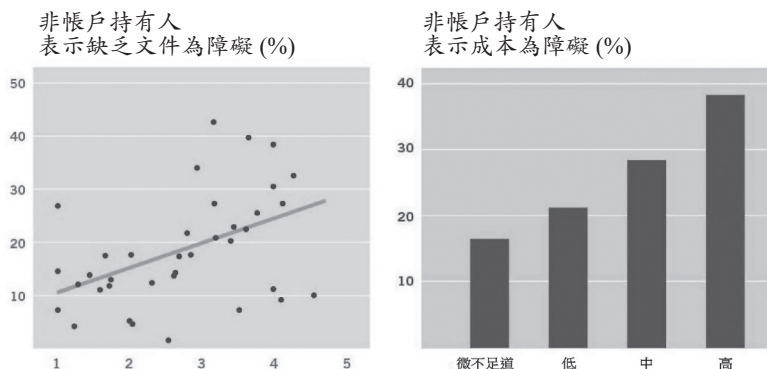 非帳戶持有人
表示缺乏文件為障礙 (%)
50
40
30
20
10
1 2 3 4 5
非帳戶持有人
表示成本為障礙 (%)
40
30
20
10
微不足道 低 中 高